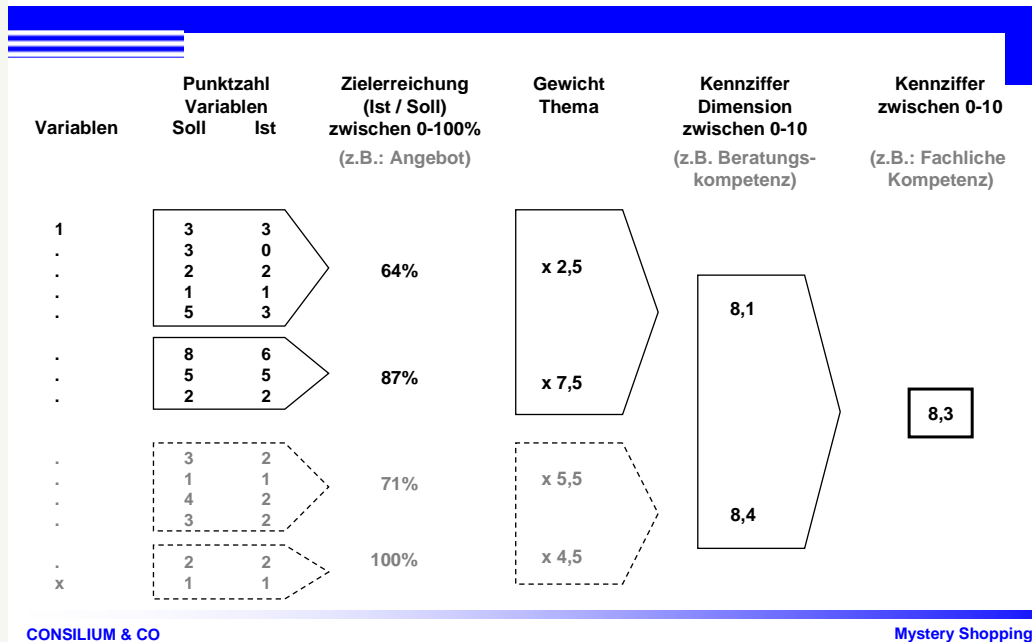 Punktzahl Zielerreichung Gewicht Kennziffer Kennziffer
Variablen (Ist / Soll) Thema Dimension zwischen 0-10
Variablen Soll Ist zwischen 0-100% zwischen 0-10
(z.B.: Angebot) (z.B. Beratungs- (z.B.: Fachliche
kompetenz) Kompetenz)
1 3 3
. 3 0
. 2 2 64% x 2,5
. 1 1
. 5 3 8,1
. 8 6
. 5 5 87% x 7,5
. 2 2
8,3
. 3 2
. 1 1 71% x 5,5
. 4 2
. 3 2 8,4
. 2 2 100% x 4,5
x 1 1
CONSILIUM & CO Mystery Shopping